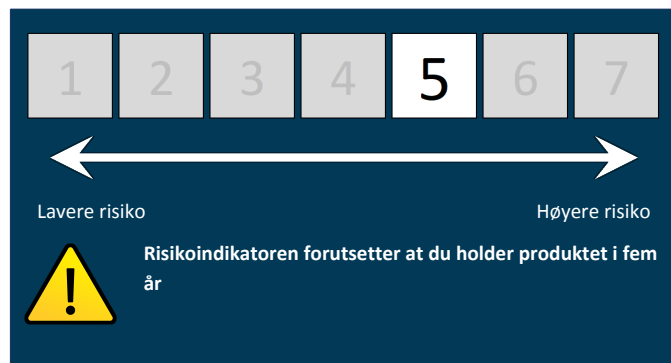 1 2 3 4 5 6 7
Lavere risiko Høyere risiko
Risikoindikatoren forutsetter at du holder produktet i fem
år